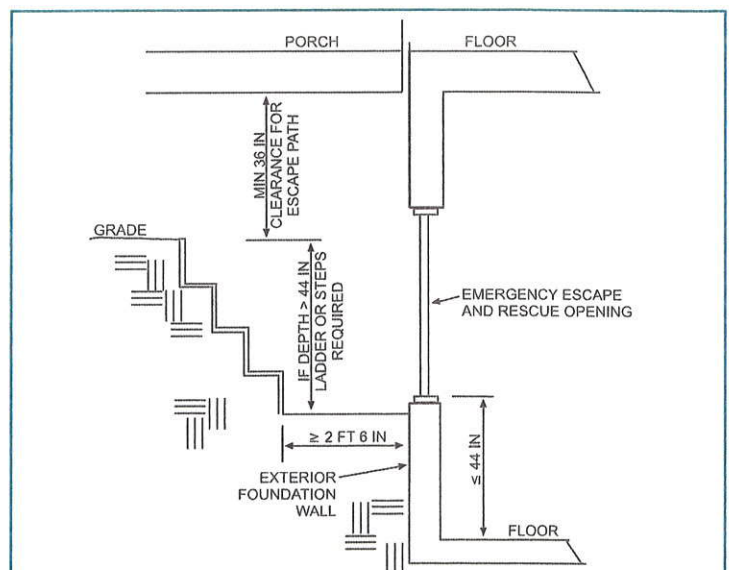 PORCH
FLOOR
MIN 36 IN
CLEARANCE FOR
ESCAPE PATH
GRADE
IF DEPTH > 44 IN
LADDER OR STEPS
REQUIRED
EMERGENCY ESCAPE
AND RESCUE OPENING
≥ 2 FT 6 IN
≤ 44 IN
EXTERIOR
FOUNDATION
WALL
FLOOR